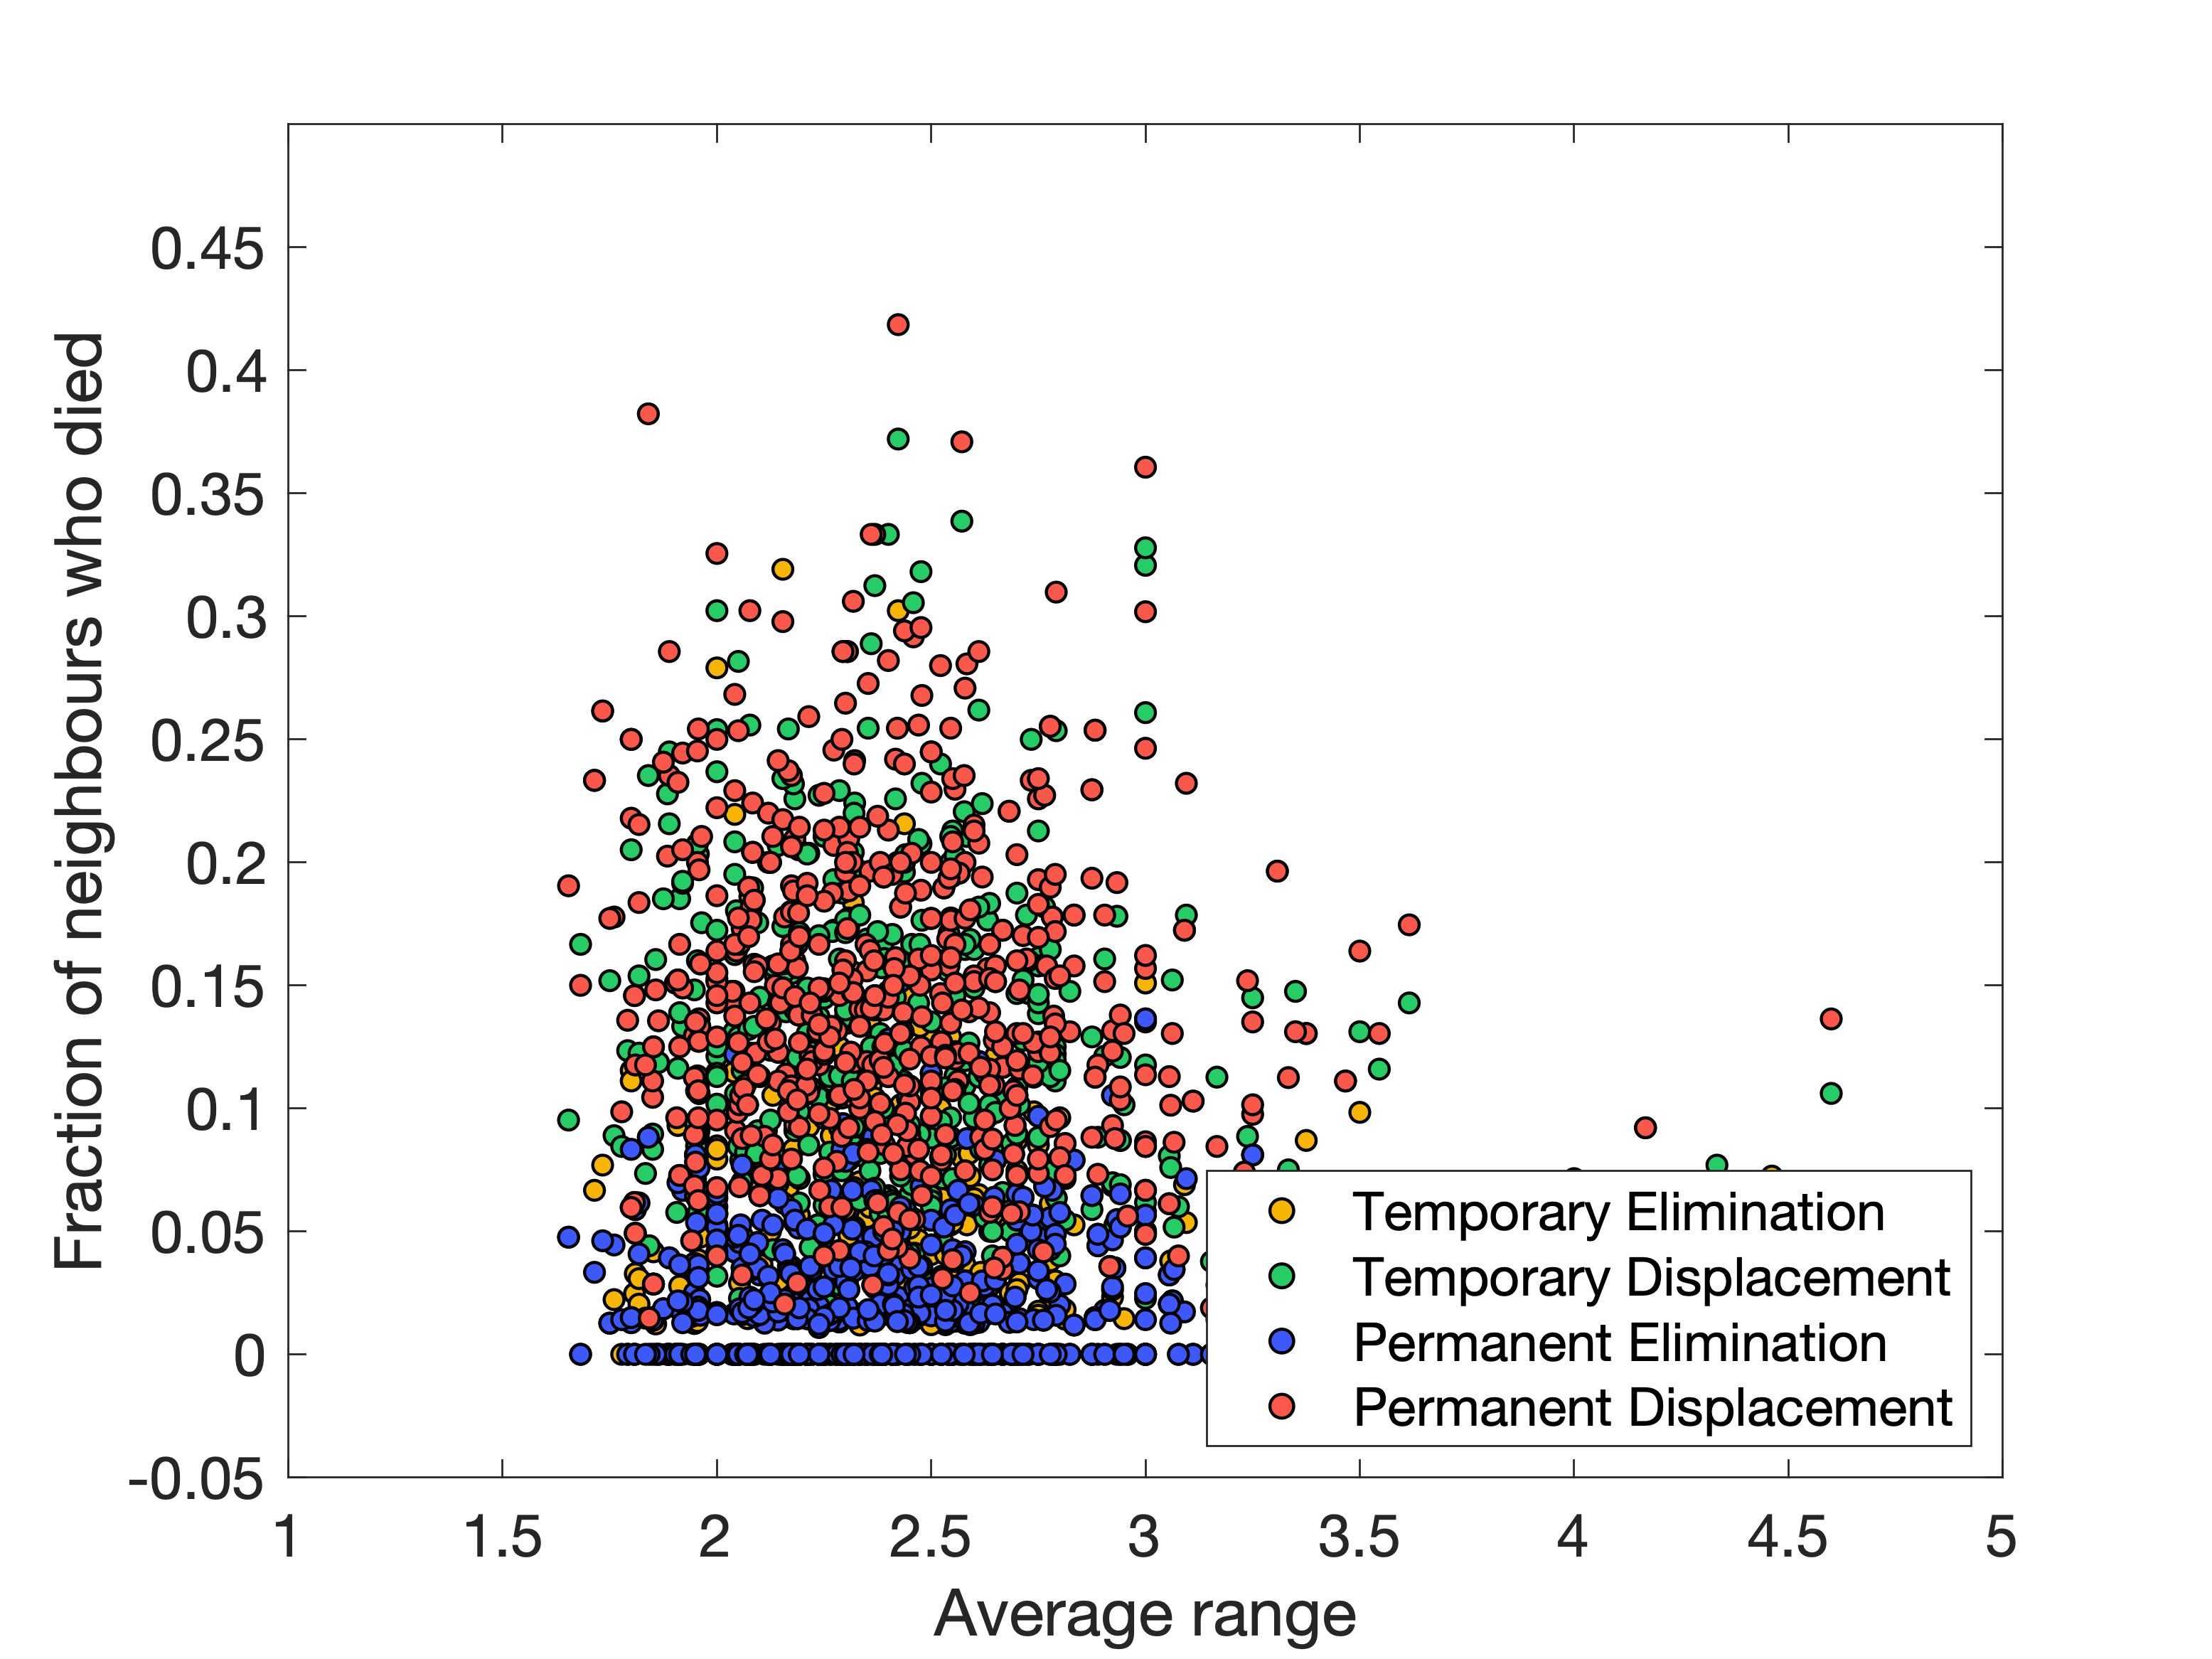 Fraction of neighbours who died
0.45
0.4
0.35
0.3
0.25
0.2
0.15
0.1
0.05
0
-0.05
1 1.5 2 2.5 3 3.5 4 4.5 5
Average range
Temporary Elimination
Temporary Displacement
Permanent Elimination
Permanent Displacement